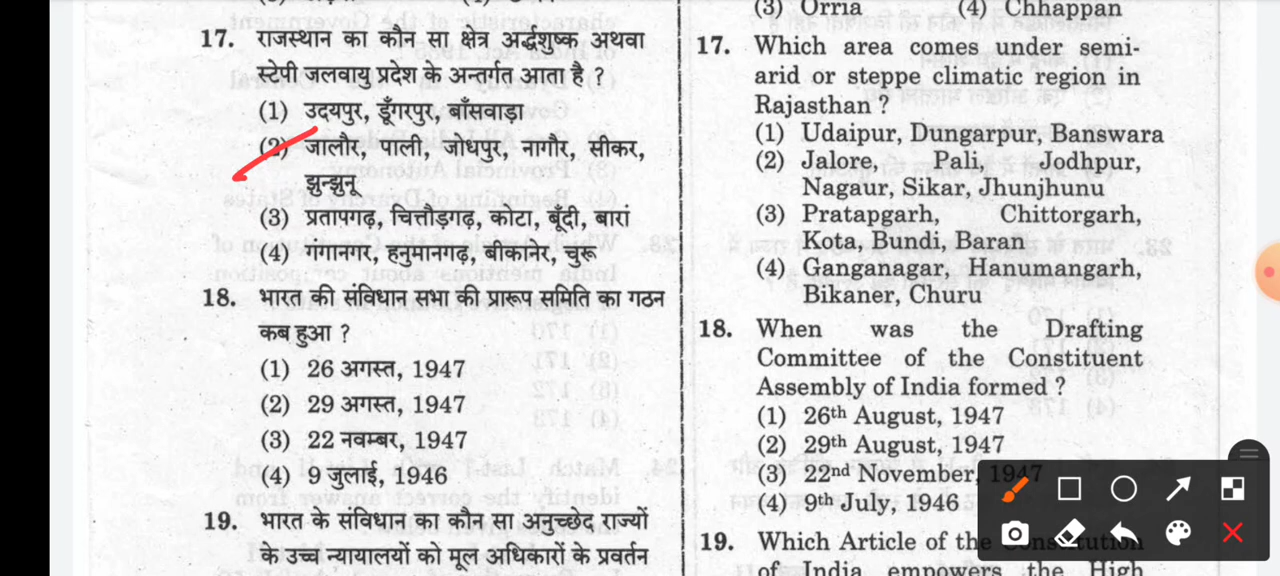 17. राजस्थान का कौन सा क्षेत्र अर्द्धशुष्क अथवा
स्टेपी जलवायु प्रदेश के अन्तर्गत आता है ?
(1) उदयपुर, डूँगरपुर, बाँसवाड़ा
(2) जालौर, पाली, जोधपुर, नागौर, सीकर,
झुन्झुनू
(3) प्रतापगढ़, चित्तौड़गढ़, कोटा, बूँदी, बारां
(4) गंगानगर, हनुमानगढ़, बीकानेर, चुरू
18. भारत की संविधान सभा की प्रारूप समिति का गठन
कब हुआ ?
(1) 26 अगस्त, 1947
(2) 29 अगस्त, 1947
(3) 22 नवम्बर, 1947
(4) 9 जुलाई, 1946
19. भारत के संविधान का कौन सा अनुच्छेद राज्यों
के उच्च न्यायालयों को मूल अधिकारों के प्रवर्तन
(3) Orria (4) Chhappan
17. Which area comes under semi-
arid or steppe climatic region in
Rajasthan ?
(1) Udaipur, Dungarpur, Banswara
(2) Jalore, Pali, Jodhpur,
Nagaur, Sikar, Jhunjhunu
(3) Pratapgarh, Chittorgarh,
Kota, Bundi, Baran
(4) Ganganagar, Hanumangarh,
Bikaner, Churu
18. When was the Drafting
Committee of the Constituent
Assembly of India formed ?
(1) 26th August, 1947
(2) 29th August, 1947
(3) 22nd November, 1947
(4) 9th July, 1946
19. Which Article of the Constitution
of India empowers the High